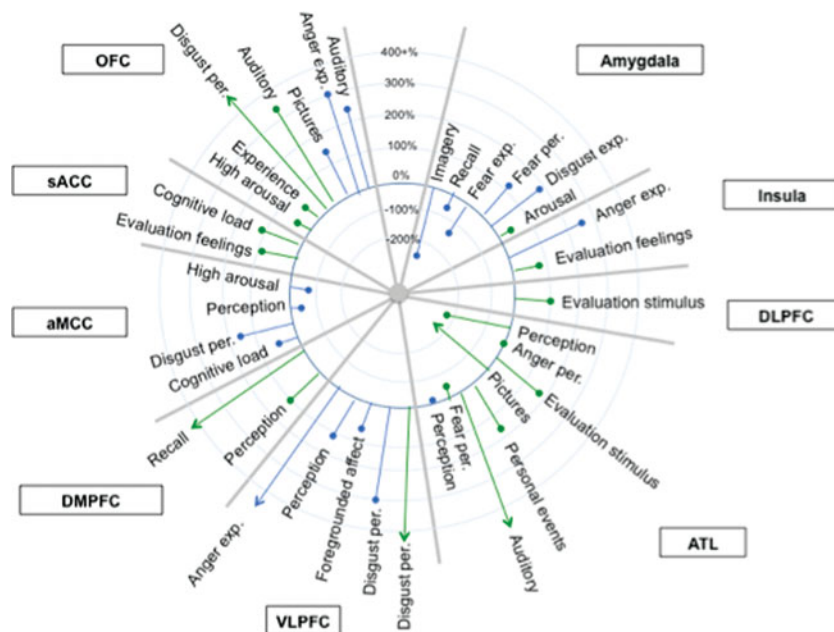 OFC
Disgust per.
Auditory
Pictures
Anger exp.
Auditory
400+%
300%
200%
100%
0%
-100%
-200%
Amygdala
Imagery
Recall
Fear exp.
Fear per.
Disgust exp.
Arousal
Insula
Anger exp.
Evaluation feelings
Evaluation stimulus
DLPFC
Perception
Anger per.
Pictures
Evaluation stimulus
ATL
Fear per.
Perception
Personal events
Auditory
VLPFC
Disgust per.
Disgust per.
Foregrounded affect
Perception
Anger exp.
DMPFC
Perception
Recall
aMCC
High arousal
Perception
Disgust per.
Cognitive load
sACC
Experience
High arousal
Cognitive load
Evaluation feelings